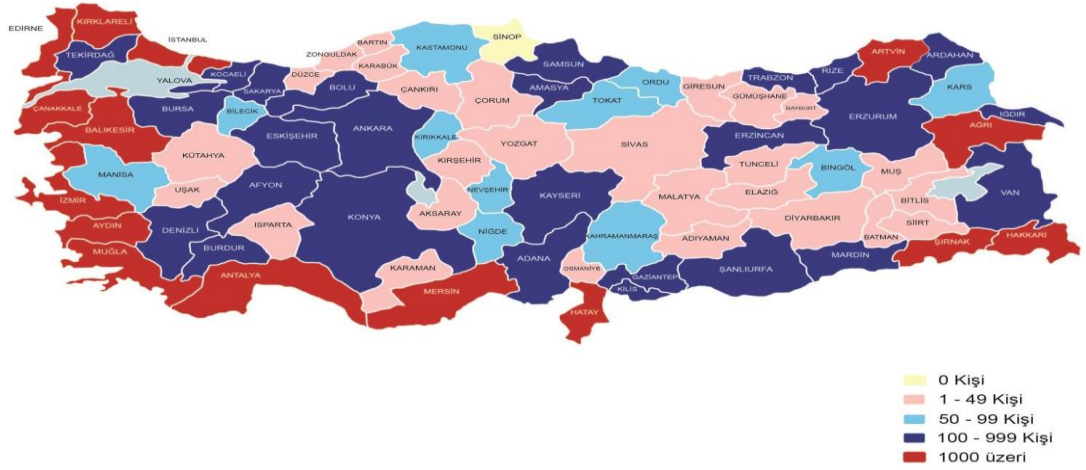 KIRKLARELİ
EDİRNE
İSTANBUL
TEKİRDAĞ
YALOVA
KOCAELİ
SAKARYA
DÜZCE
ZONGULDAK
BARTIN
KARABÜK
KASTAMONU
SİNOP
SAMSUN
BOLU
ÇANKIRI
ÇORUM
AMASYA
TOKAT
ORDU
GİRESUN
GÜMÜŞHANE
TRABZON
BAYBURT
RİZE
ARTVİN
ARDAHAN
KARS
IĞDIR
ERZURUM
AĞRI
ÇANAKKALE
BALIKESİR
BURSA
BİLECİK
ESKİŞEHİR
ANKARA
KIRIKKALE
YOZGAT
SİVAS
ERZİNCAN
TUNCELİ
BİNGÖL
MUŞ
KÜTAHYA
MANİSA
UŞAK
AFYON
KIRŞEHİR
NEVŞEHİR
KAYSERİ
MALATYA
ELAZIĞ
DİYARBAKIR
BİTLİS
VAN
İZMİR
AYDIN
DENİZLİ
ISPARTA
KONYA
AKSARAY
NİĞDE
KAHRAMANMARAŞ
ADIYAMAN
BATMAN
SİİRT
ŞIRNAK
HAKKARİ
MUĞLA
BURDUR
ANTALYA
KARAMAN
MERSİN
ADANA
OSMANİYE
GAZİANTEP
KİLİS
ŞANLIURFA
MARDİN
HATAY
0 Kişi
1 - 49 Kişi
50 - 99 Kişi
100 - 999 Kişi
1000 üzeri